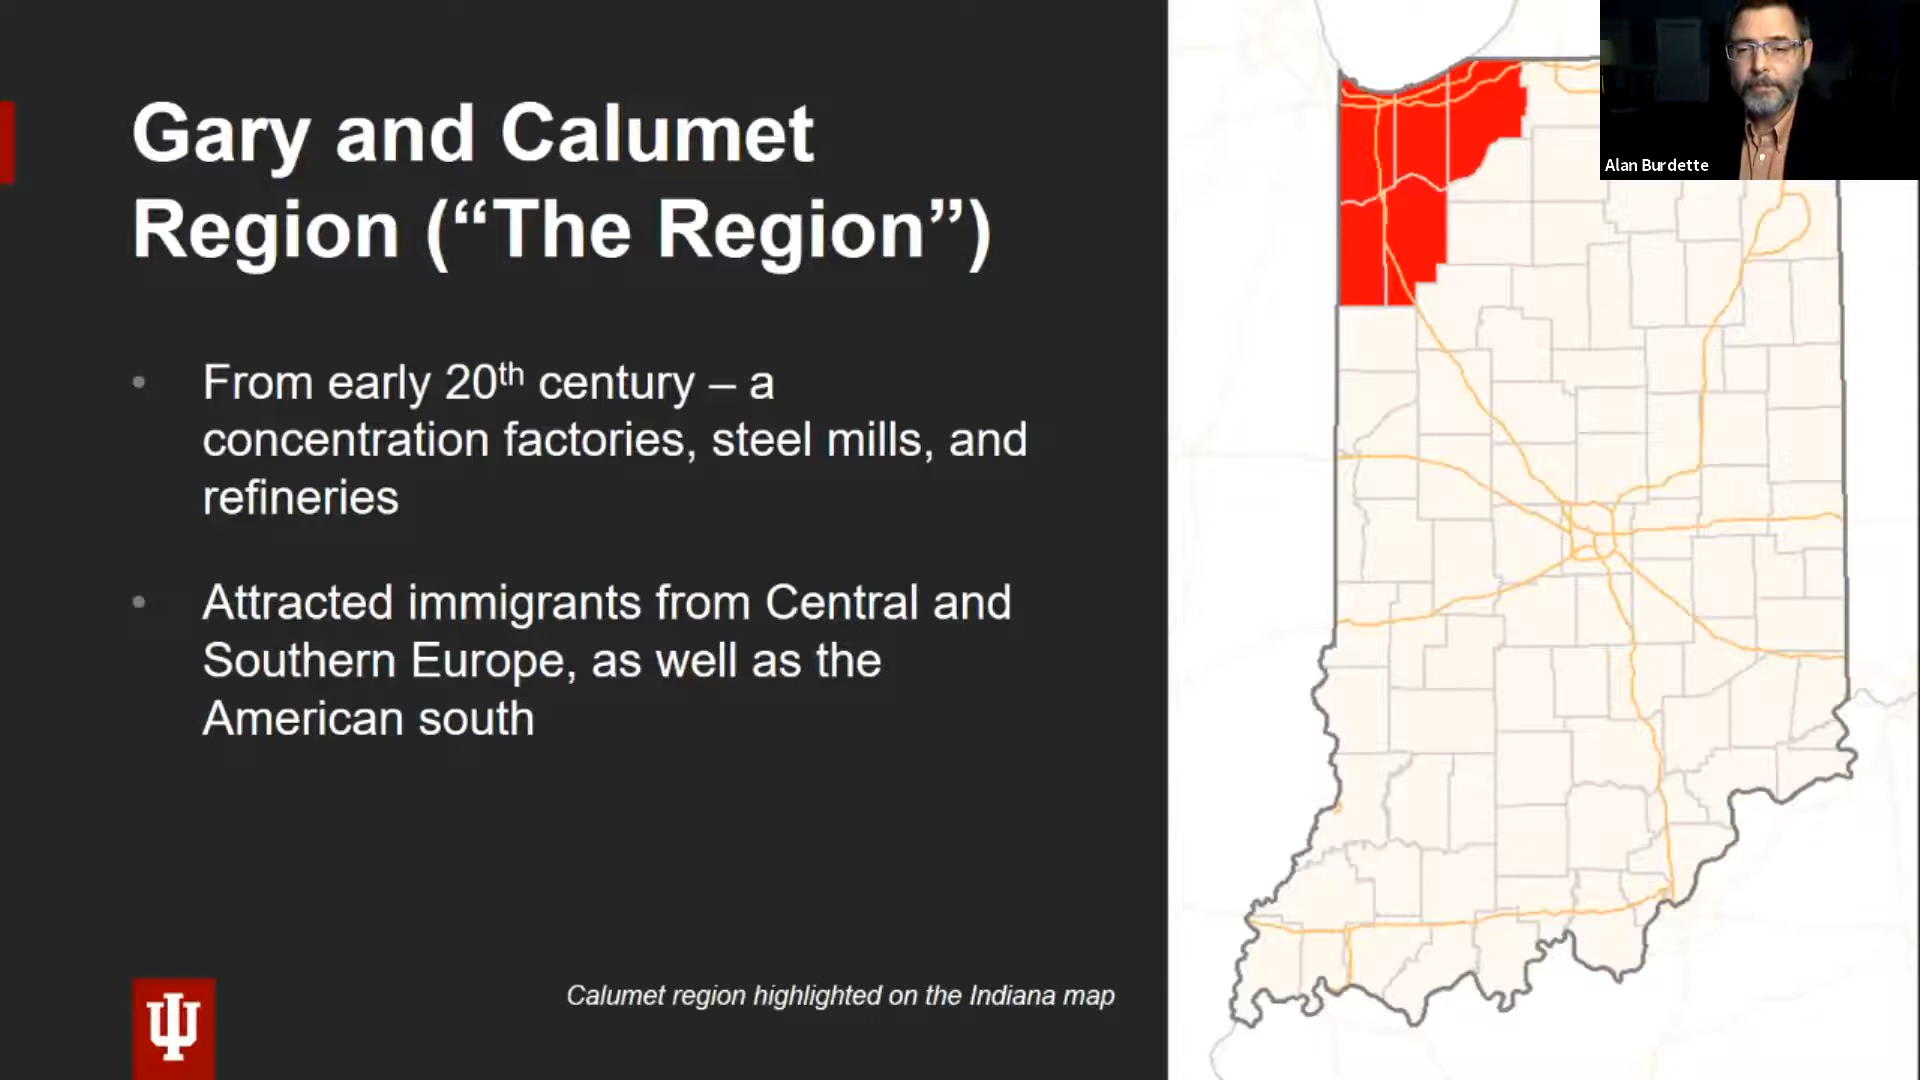 Gary and Calumet
Region (“The Region”)
• From early 20th century – a
concentration factories, steel mills, and
refineries
• Attracted immigrants from Central and
Southern Europe, as well as the
American south
Calumet region highlighted on the Indiana map
Alan Burdette